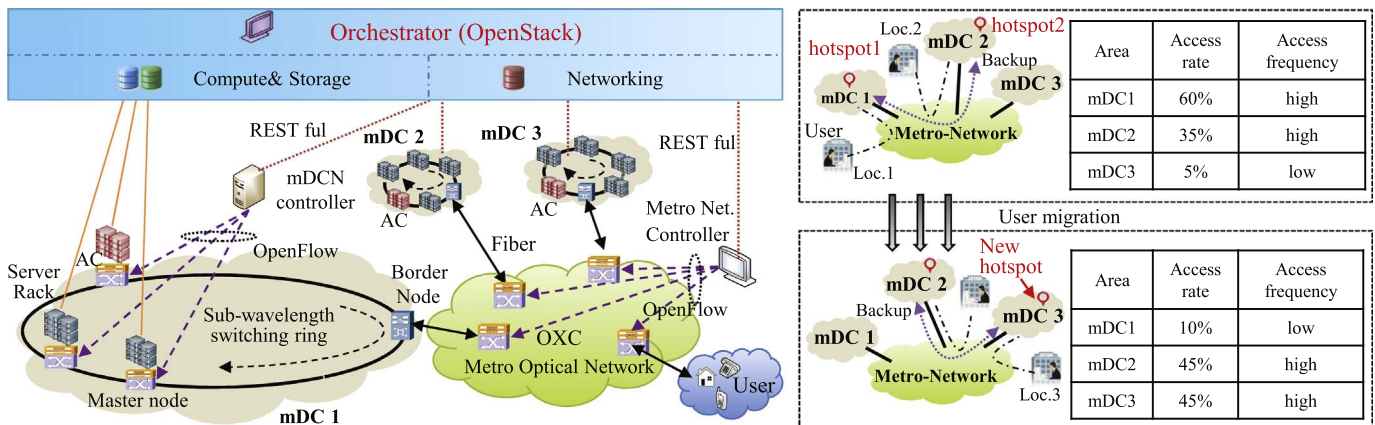 Orchestrator (OpenStack)
Compute& Storage
Networking
REST ful
mDC 2
mDC 3
REST ful
mDCN
controller
AC
AC
Metro Net.
Controller
OpenFlow
Fiber
AC
Server
Rack
Border
Node
Sub-wavelength
switching ring
OpenFlow
OXC
Metro Optical Network
User
Master node
mDC 1
hotspot1
Loc.2
mDC 2
hotspot2
Backup
mDC 3
mDC 1
Metro-Network
User
Loc.1
Area Access rate Access frequency
mDC1 60% high
mDC2 35% high
mDC3 5% low
User migration
New
hotspot
mDC 2
Backup
mDC 3
mDC 1
Metro-Network
Loc.3
Area Access rate Access frequency
mDC1 10% low
mDC2 45% high
mDC3 45% high